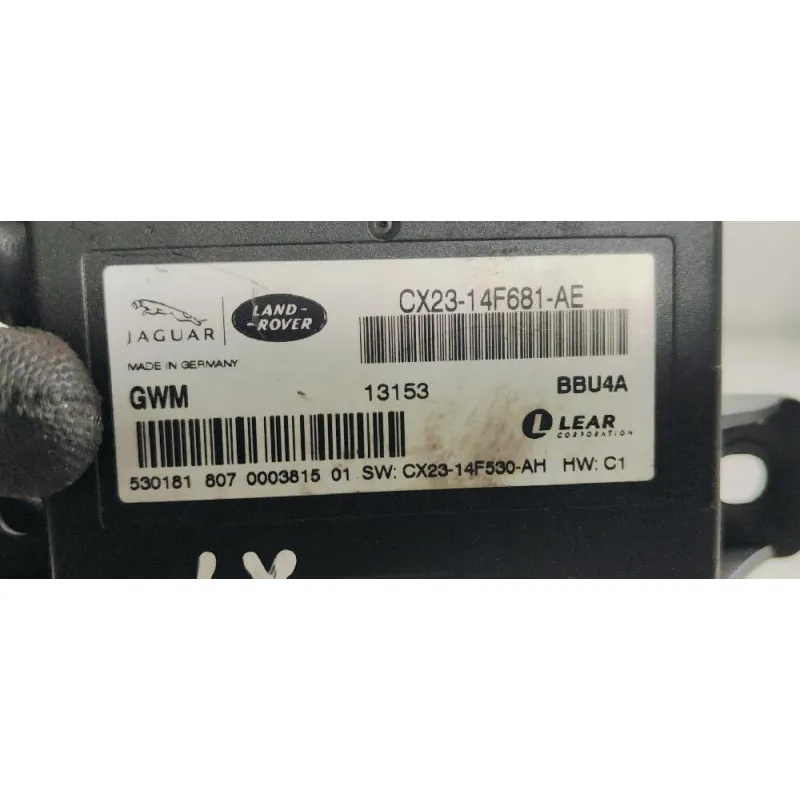 CX23-14F681-AE
JAGUAR
LAND-
-ROVER
MADE IN GERMANY
GWM 13153 BBU4A
LEAR
CORPORATION
530181 807 0003815 01 SW: CX23-14F530-AH HW: C1